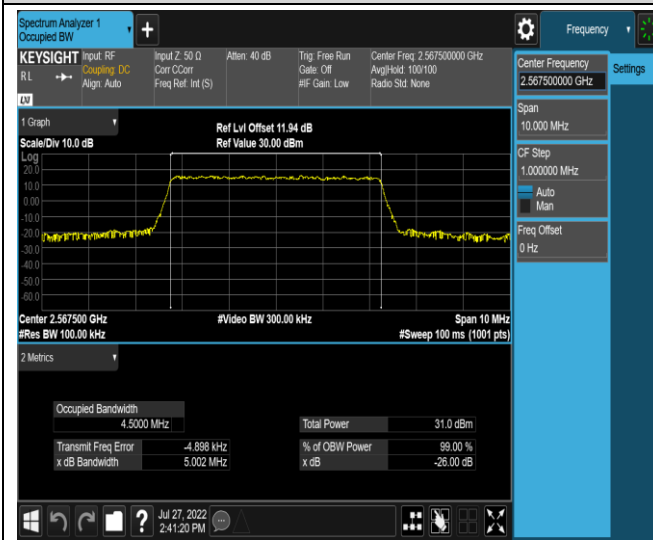 Spectrum Analyzer 1
Occupied BW
+
Frequency
KEYSIGHT
RL
Input: RF
Coupling: DC
Align: Auto
Input Z: 50 Ω
Corr CCorr
Freq Ref: Int (S)
Atten: 40 dB
Trig: Free Run
Gate: Off
#IF Gain: Low
Center Freq: 2.567500000 GHz
Avg|Hold: 100/100
Radio Std: None
LXI
Center Frequency
2.567500000 GHz
Settings
Span
10.000 MHz
CF Step
1.000000 MHz
Auto
Man
Freq Offset
0 Hz
1 Graph
Scale/Div 10.0 dB
Ref Lvl Offset 11.94 dB
Ref Value 30.00 dBm
Log
20.0
10.0
0.00
-10.0
-20.0
-30.0
-40.0
-50.0
-60.0
Center 2.567500 GHz
#Res BW 100.00 kHz
#Video BW 300.00 kHz
Span 10 MHz
#Sweep 100 ms (1001 pts)
2 Metrics
Occupied Bandwidth
4.5000 MHz
Transmit Freq Error -4.898 kHz
x dB Bandwidth 5.002 MHz
Total Power 31.0 dBm
% of OBW Power 99.00 %
x dB -26.00 dB
?
Jul 27, 2022
2:41:20 PM